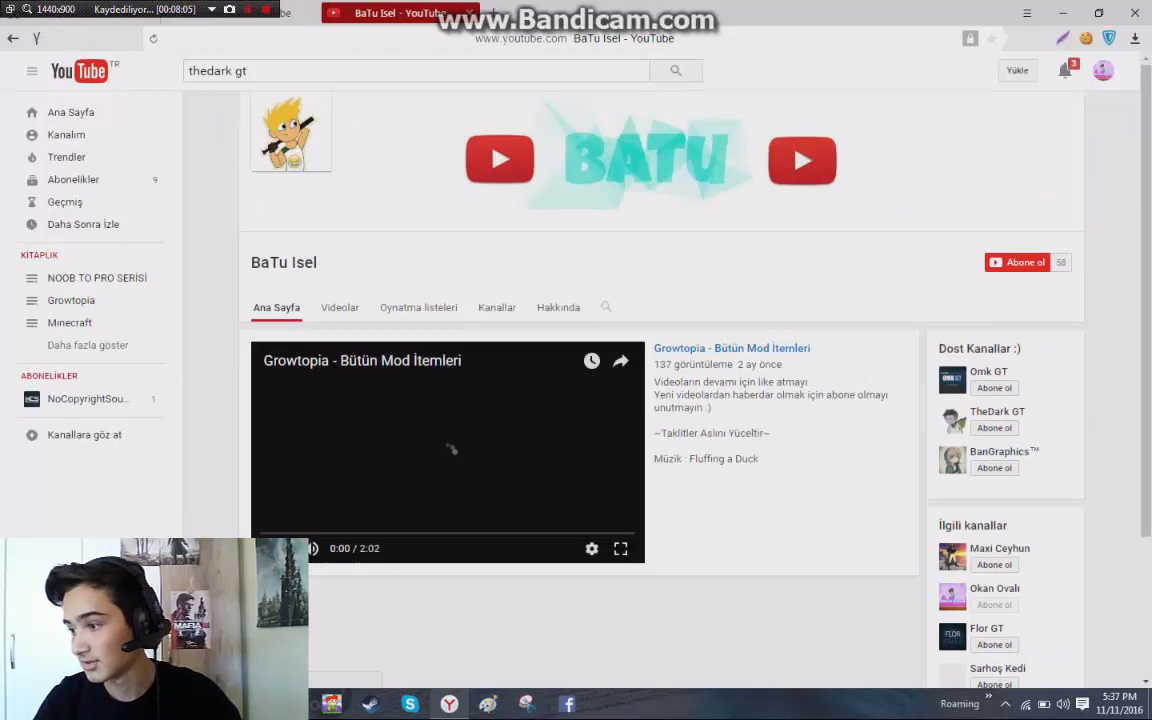 1440x900 Kaydediliyor... [00:08:05]
be
BaTu Isel - YouTube
www.Bandicam.com
www.youtube.com BaTu Isel - YouTube
YouTube TR
thedark gt
Yükle
3
Ana Sayfa
Kanalım
Trendler
Abonelikler 9
Geçmiş
Daha Sonra İzle
KİTAPLIK
NOOB TO PRO SERİSİ
Growtopia
Minecraft
Daha fazla göster
ABONELİKLER
NoCopyrightSou... 1
Kanallara göz at
BATU
BaTu Isel
Abone ol 58
Ana Sayfa Videolar Oynatma listeleri Kanallar Hakkında
Growtopia - Bütün Mod İtemleri
0:00 / 2:02
Growtopia - Bütün Mod İtemleri
137 görüntüleme 2 ay önce
Videoların devamı için like atmayı
Yeni videolardan haberdar olmak için abone olmayı
unutmayın :)
~Taklitler Aslını Yüceltir~
Müzik : Fluffing a Duck
Dost Kanallar :)
Omk GT
Abone ol
TheDark GT
Abone ol
BanGraphics™
Abone ol
İlgili kanallar
Maxi Ceyhun
Abone ol
Okan Ovalı
Abone ol
FLOR
Flor GT
Abone ol
Sarhoş Kedi
Abone ol
MAFIA
Roaming
5:37 PM
11/11/2016